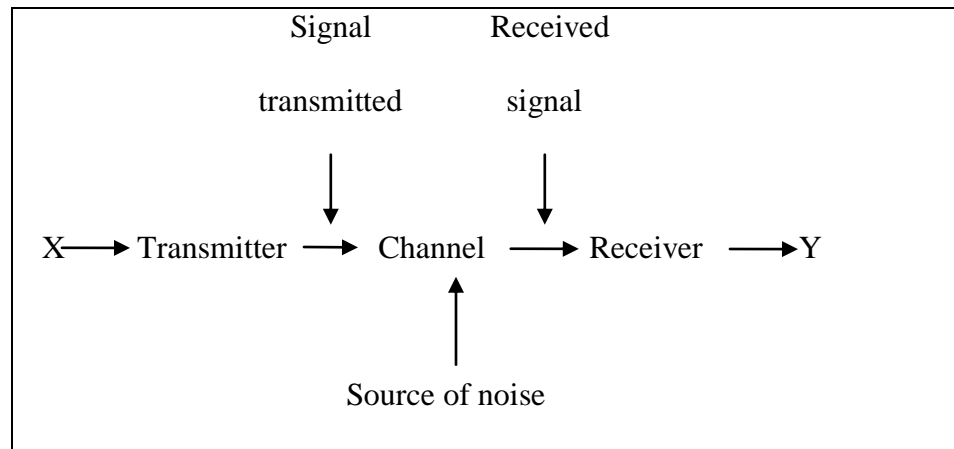 Signal Received
transmitted signal
X Transmitter Channel Receiver Y
Source of noise